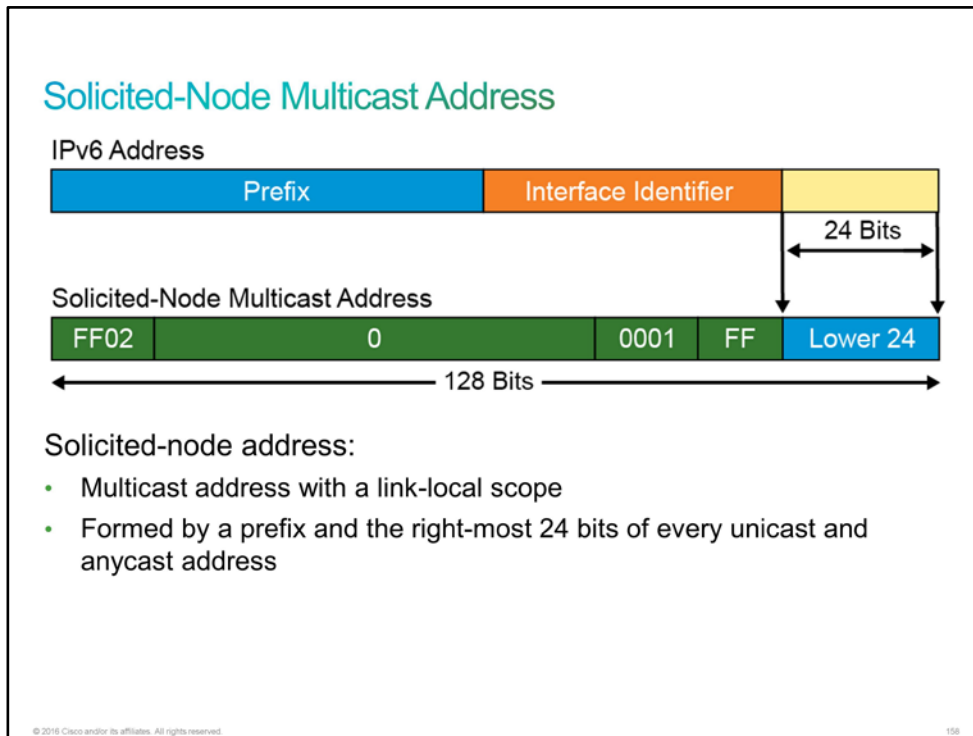 Solicited-Node Multicast Address
IPv6 Address
Prefix
Interface Identifier
24 Bits
Solicited-Node Multicast Address
FF02
0
0001
FF
Lower 24
128 Bits
Solicited-node address:
• Multicast address with a link-local scope
• Formed by a prefix and the right-most 24 bits of every unicast and
anycast address
© 2016 Cisco and/or its affiliates. All rights reserved.
158